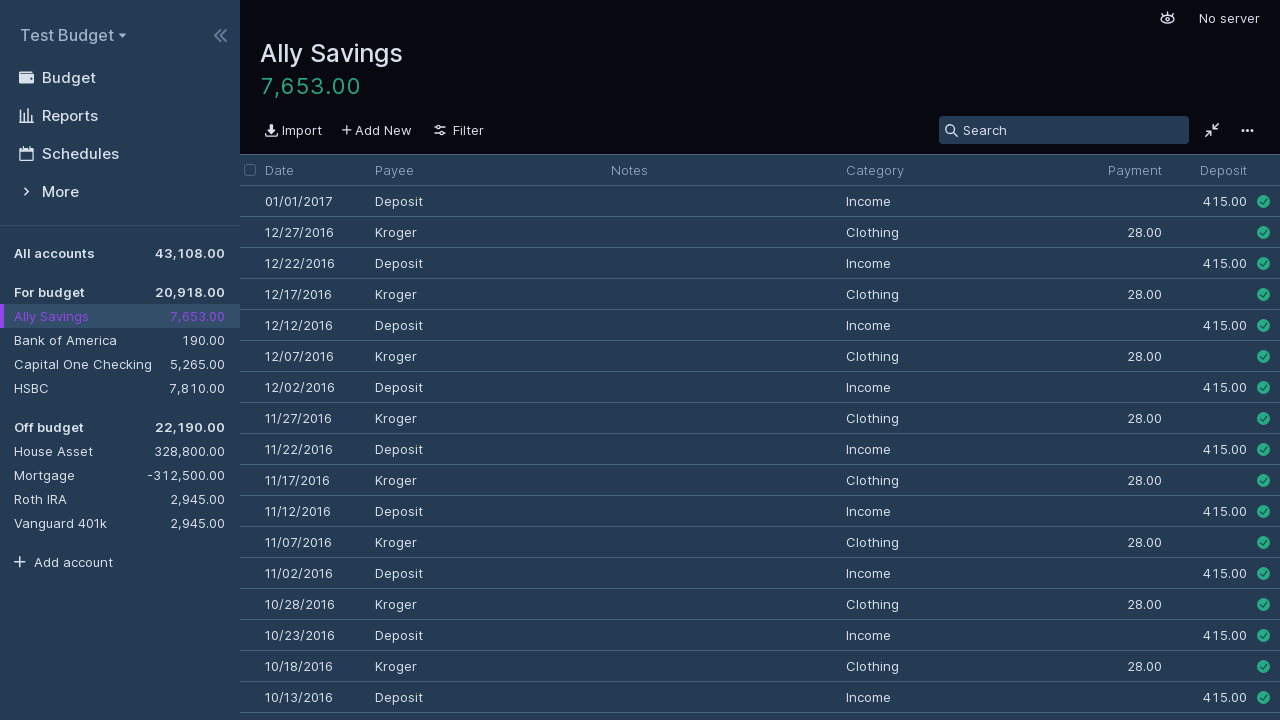 Test Budget
Budget
Reports
Schedules
More
All accounts 43,108.00
For budget 20,918.00
Ally Savings 7,653.00
Bank of America 190.00
Capital One Checking 5,265.00
HSBC 7,810.00
Off budget 22,190.00
House Asset 328,800.00
Mortgage -312,500.00
Roth IRA 2,945.00
Vanguard 401k 2,945.00
Add account
No server
Ally Savings
7,653.00
Import Add New Filter Search
Date Payee Notes Category Payment Deposit
01/01/2017 Deposit Income 415.00
12/27/2016 Kroger Clothing 28.00
12/22/2016 Deposit Income 415.00
12/17/2016 Kroger Clothing 28.00
12/12/2016 Deposit Income 415.00
12/07/2016 Kroger Clothing 28.00
12/02/2016 Deposit Income 415.00
11/27/2016 Kroger Clothing 28.00
11/22/2016 Deposit Income 415.00
11/17/2016 Kroger Clothing 28.00
11/12/2016 Deposit Income 415.00
11/07/2016 Kroger Clothing 28.00
11/02/2016 Deposit Income 415.00
10/28/2016 Kroger Clothing 28.00
10/23/2016 Deposit Income 415.00
10/18/2016 Kroger Clothing 28.00
10/13/2016 Deposit Income 415.00